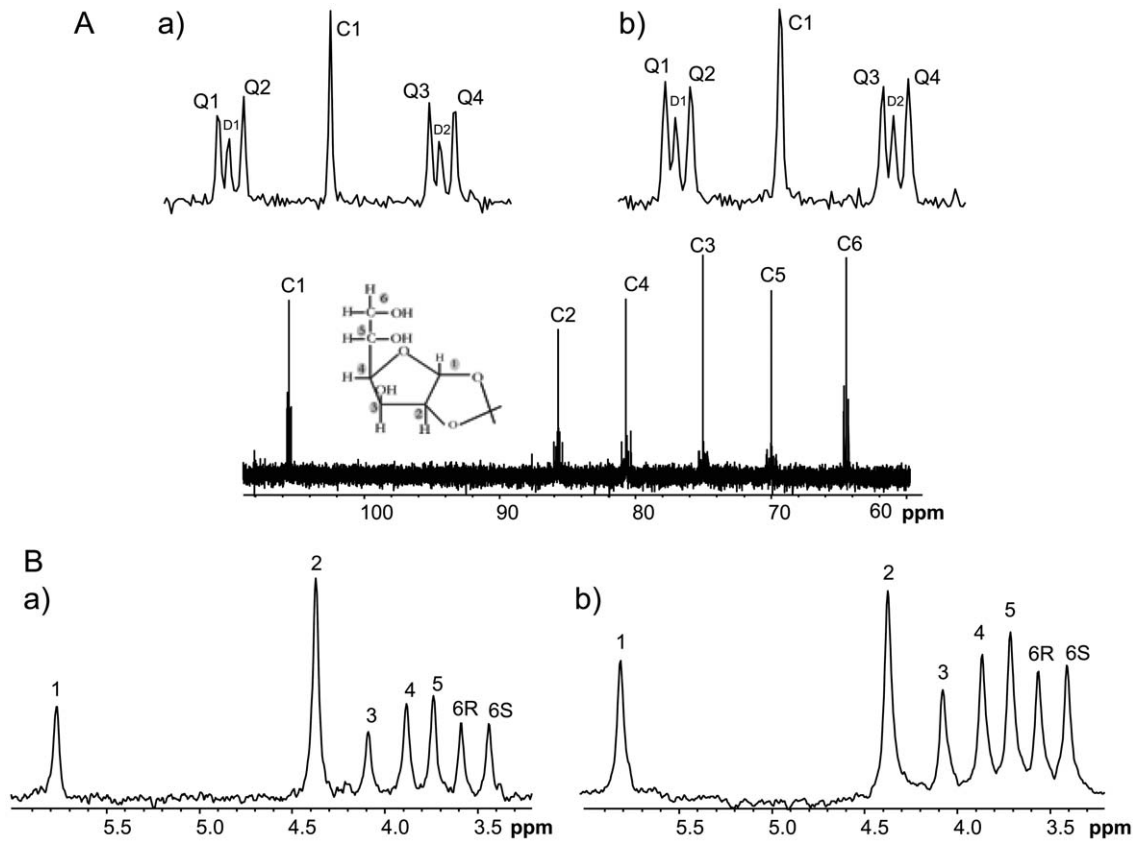 A
a)
C1
Q1
D1
Q2
Q3
D2
Q4
b)
C1
Q1
D1
Q2
Q3
D2
Q4
C1
C2
C4
C3
C5
C6
H
6
H-C-OH
5
H-C-OH
O
H
1
4
H
OH
O
3
2
O
H
H
100 90 80 70 60 ppm
B
a)
1
2
3
4
5
6R
6S
5.5 5.0 4.5 4.0 3.5 ppm
b)
1
2
3
4
5
6R
6S
5.5 5.0 4.5 4.0 3.5 ppm